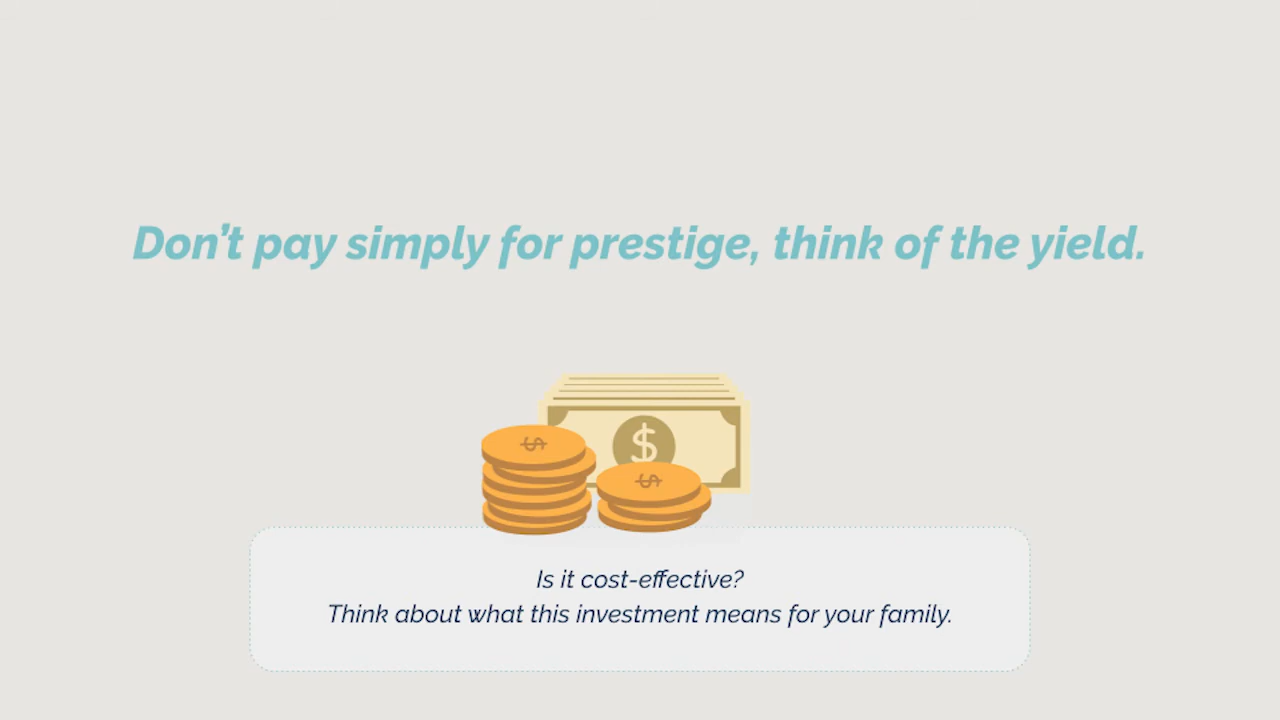 Don’t pay simply for prestige, think of the yield.
$
$
$
Is it cost-effective?
Think about what this investment means for your family.